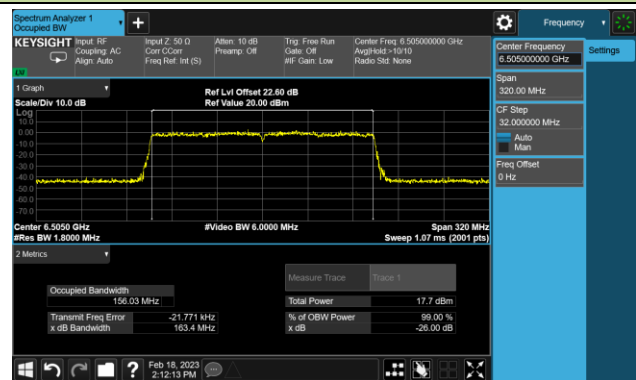 Spectrum Analyzer 1
Occupied BW
+
Frequency
KEYSIGHT
Input: RF
Coupling: AC
Align: Auto
Input Z: 50 Ω
Corr CCorr
Freq Ref: Int (S)
Atten: 10 dB
Preamp: Off
Trig: Free Run
Gate: Off
#IF Gain: Low
Center Freq: 6.505000000 GHz
Avg|Hold:>10/10
Radio Std: None
Center Frequency
6.505000000 GHz
Settings
Span
320.00 MHz
CF Step
32.000000 MHz
Auto
Man
Freq Offset
0 Hz
1 Graph
Scale/Div 10.0 dB
Ref Lvl Offset 22.60 dB
Ref Value 20.00 dBm
Log
10.0
0.00
-10.0
-20.0
-30.0
-40.0
-50.0
-60.0
-70.0
Center 6.5050 GHz
#Res BW 1.8000 MHz
#Video BW 6.0000 MHz
Span 320 MHz
Sweep 1.07 ms (2001 pts)
2 Metrics
Measure Trace
Trace 1
Occupied Bandwidth
156.03 MHz
Total Power
17.7 dBm
Transmit Freq Error
-21.771 kHz
% of OBW Power
99.00 %
x dB Bandwidth
163.4 MHz
x dB
-26.00 dB
?
Feb 18, 2023
2:12:13 PM